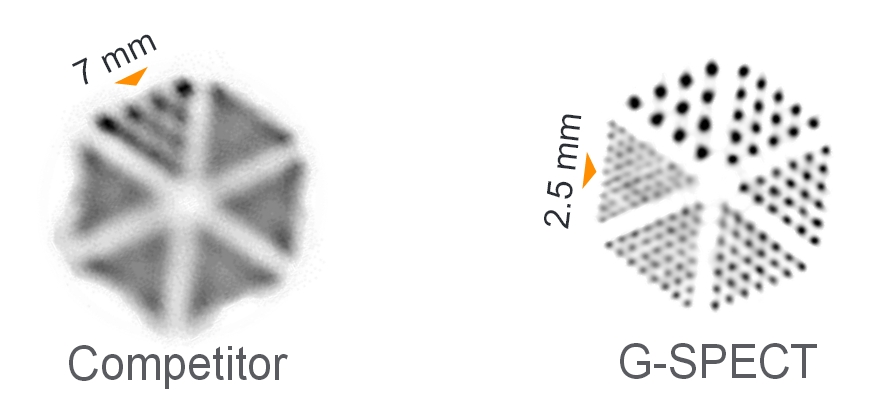 7 mm
2.5 mm
Competitor
G-SPECT